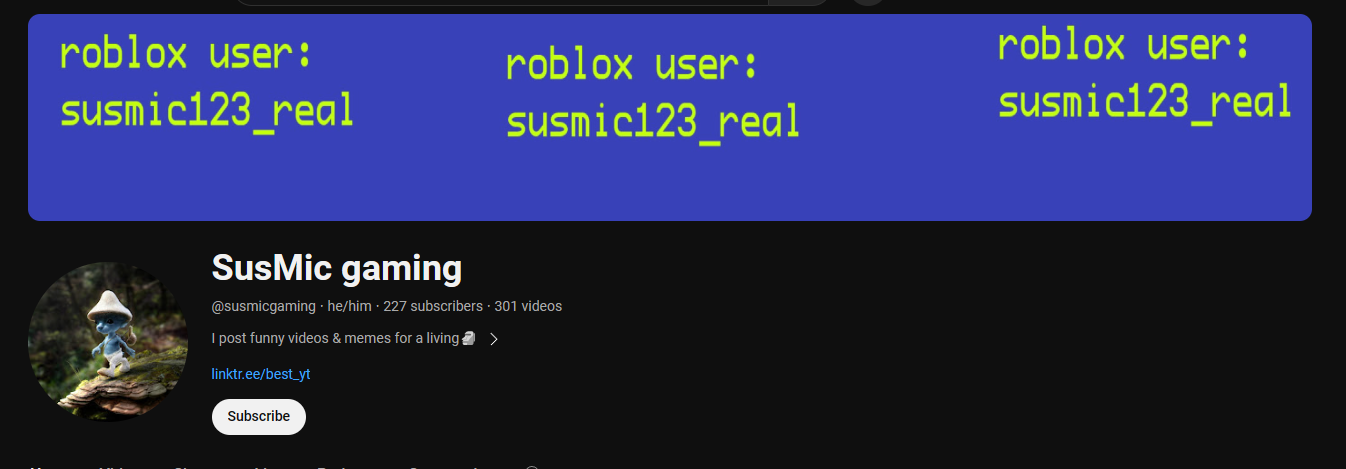 roblox user:
susmic123_real
roblox user:
susmic123_real
roblox user:
susmic123_real
SusMic gaming
@susmicgaming · he/him · 227 subscribers · 301 videos
I post funny videos & memes for a living🗿
linktr.ee/best_yt
Subscribe